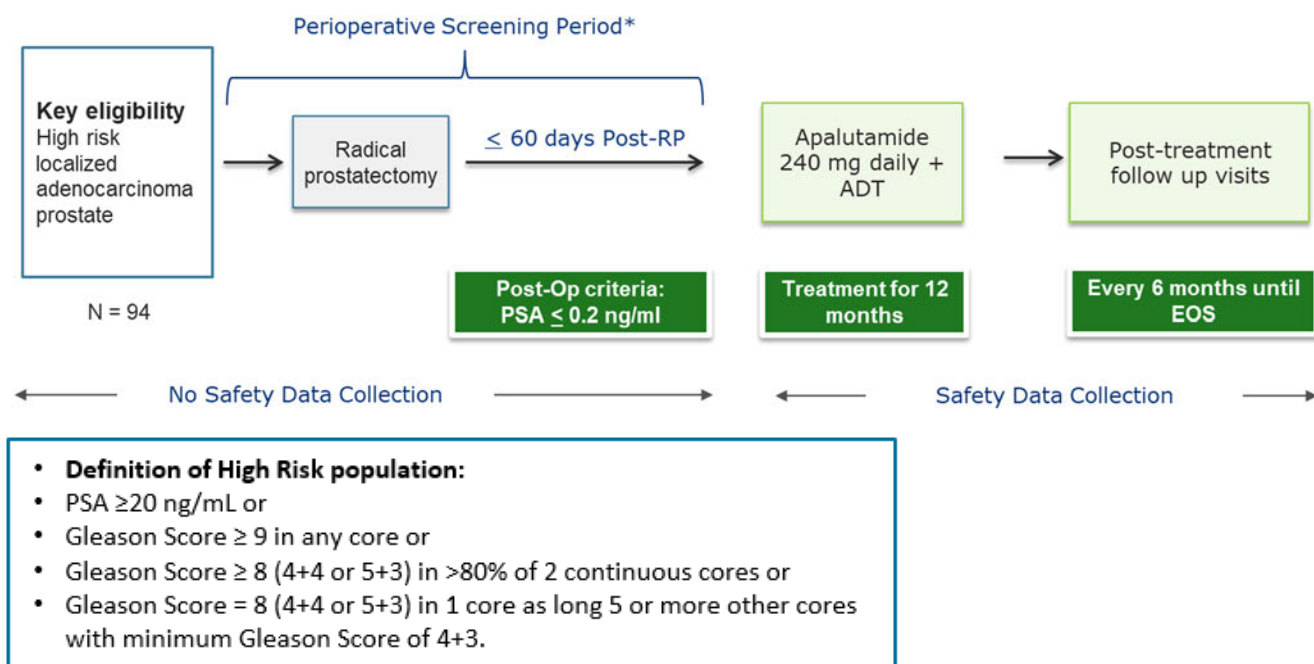 Perioperative Screening Period*
Key eligibility
High risk
localized
adenocarcinoma
prostate
N = 94
Radical
prostatectomy
≤ 60 days Post-RP
Post-Op criteria:
PSA ≤ 0.2 ng/ml
Apalutamide
240 mg daily +
ADT
Treatment for 12
months
Post-treatment
follow up visits
Every 6 months until
EOS
No Safety Data Collection
Safety Data Collection
• Definition of High Risk population:
• PSA ≥20 ng/mL or
• Gleason Score ≥ 9 in any core or
• Gleason Score ≥ 8 (4+4 or 5+3) in >80% of 2 continuous cores or
• Gleason Score = 8 (4+4 or 5+3) in 1 core as long 5 or more other cores
with minimum Gleason Score of 4+3.